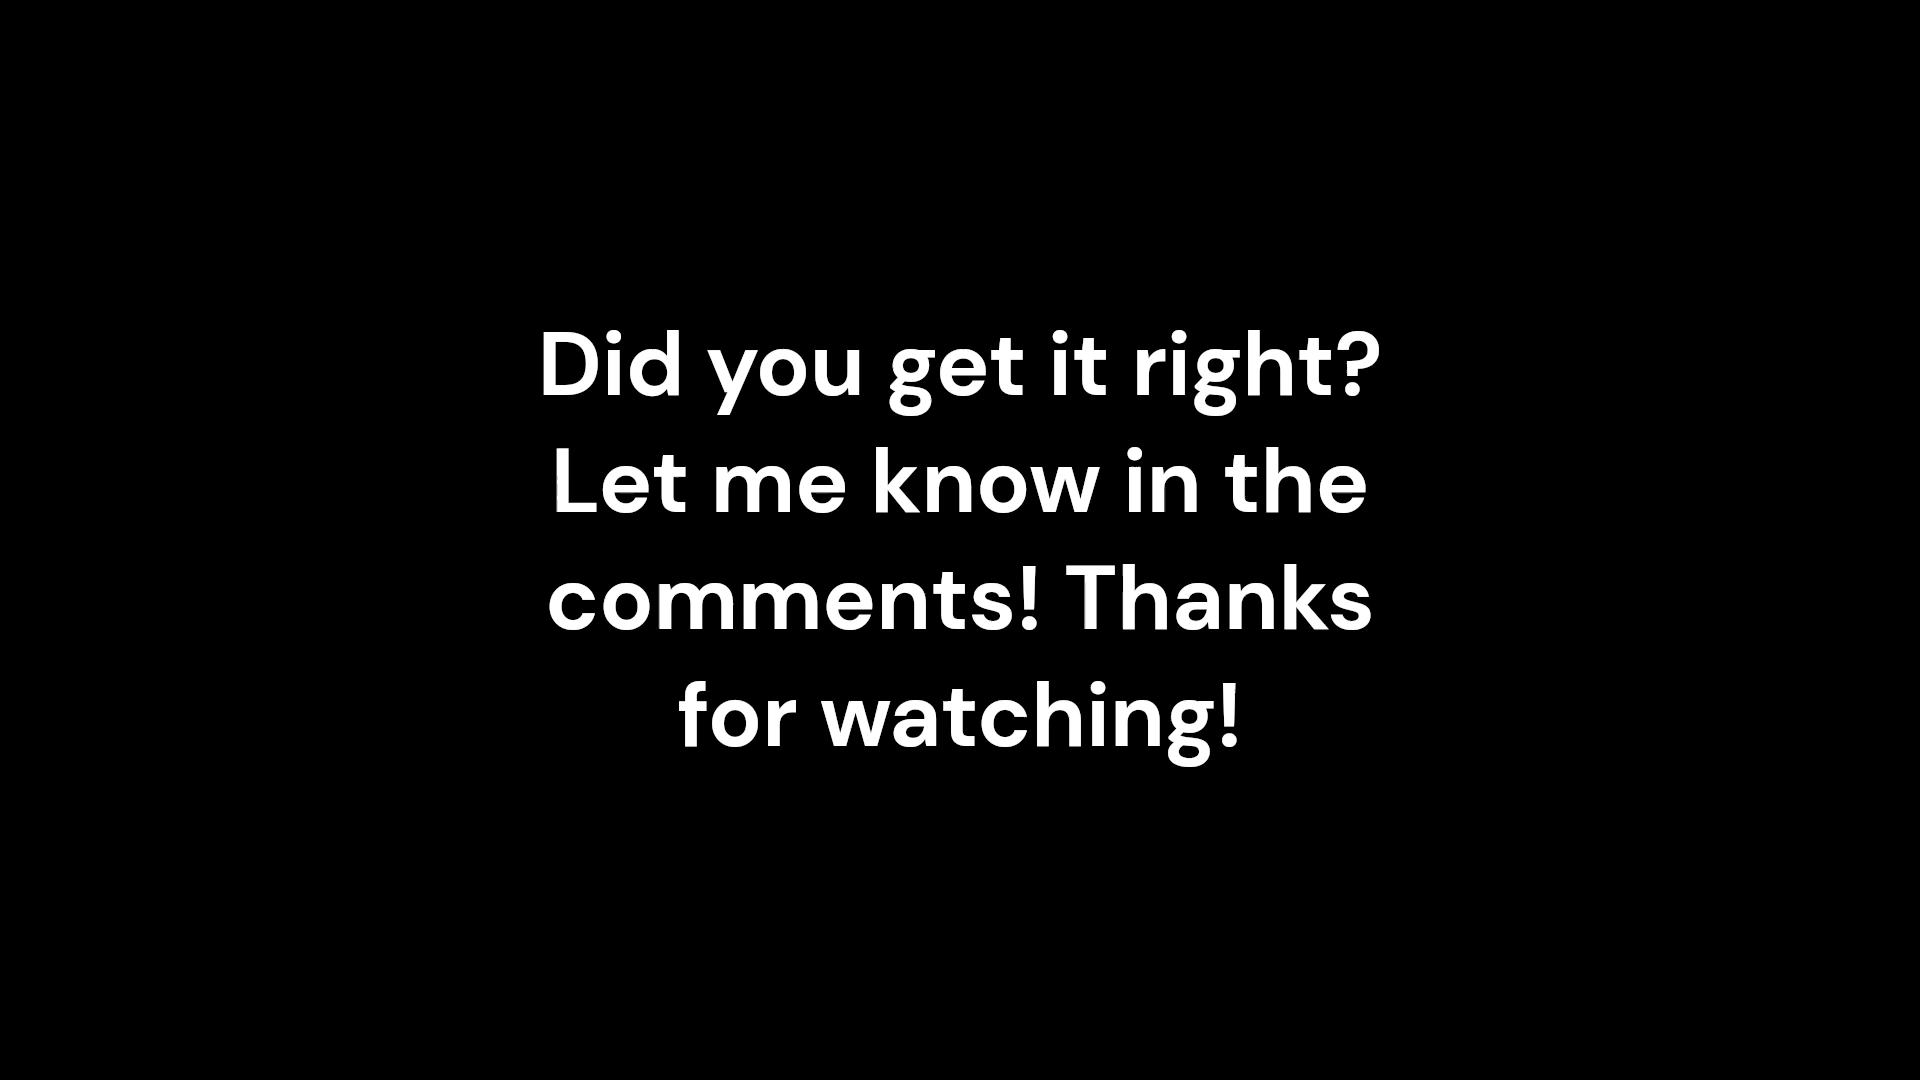 Did you get it right?
Let me know in the
comments! Thanks
for watching!